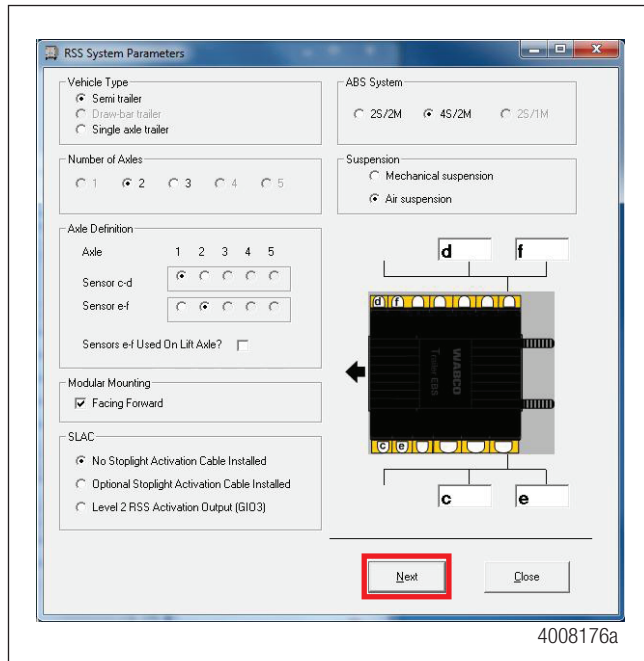 RSS System Parameters
Vehicle Type
Semi trailer
Draw-bar trailer
Single axle trailer
ABS System
2S/2M 4S/2M 2S/1M
Number of Axles
1 2 3 4 5
Suspension
Mechanical suspension
Air suspension
Axle Definition
Axle 1 2 3 4 5
Sensor c-d
Sensor e-f
Sensors e-f Used On Lift Axle?
d f
d f
WABCO
Trailer EBS
c e
c e
Modular Mounting
Facing Forward
SLAC
No Stoplight Activation Cable Installed
Optional Stoplight Activation Cable Installed
Level 2 RSS Activation Output (GIO3)
Next Close
4008176a